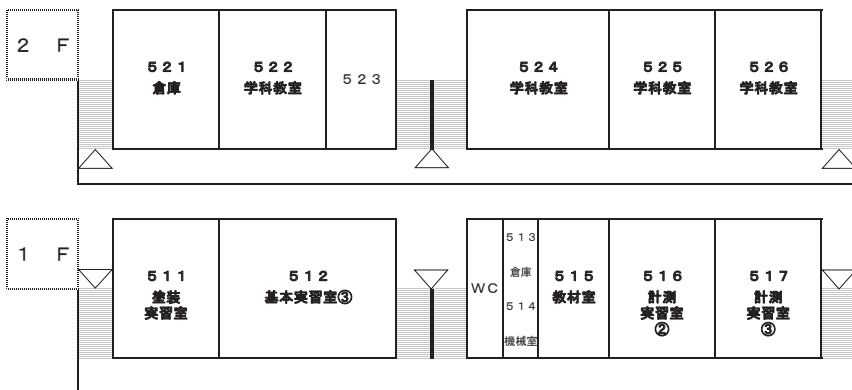 ２　Ｆ
５２１
倉庫
５２２
学科教室
５２３
５２４
学科教室
５２５
学科教室
５２６
学科教室
１　Ｆ
５１１
塗装
実習室
５１２
基本実習室③
ＷＣ
５１３
倉庫
５１４
機械室
５１５
教材室
５１６
計測
実習室
②
５１７
計測
実習室
③